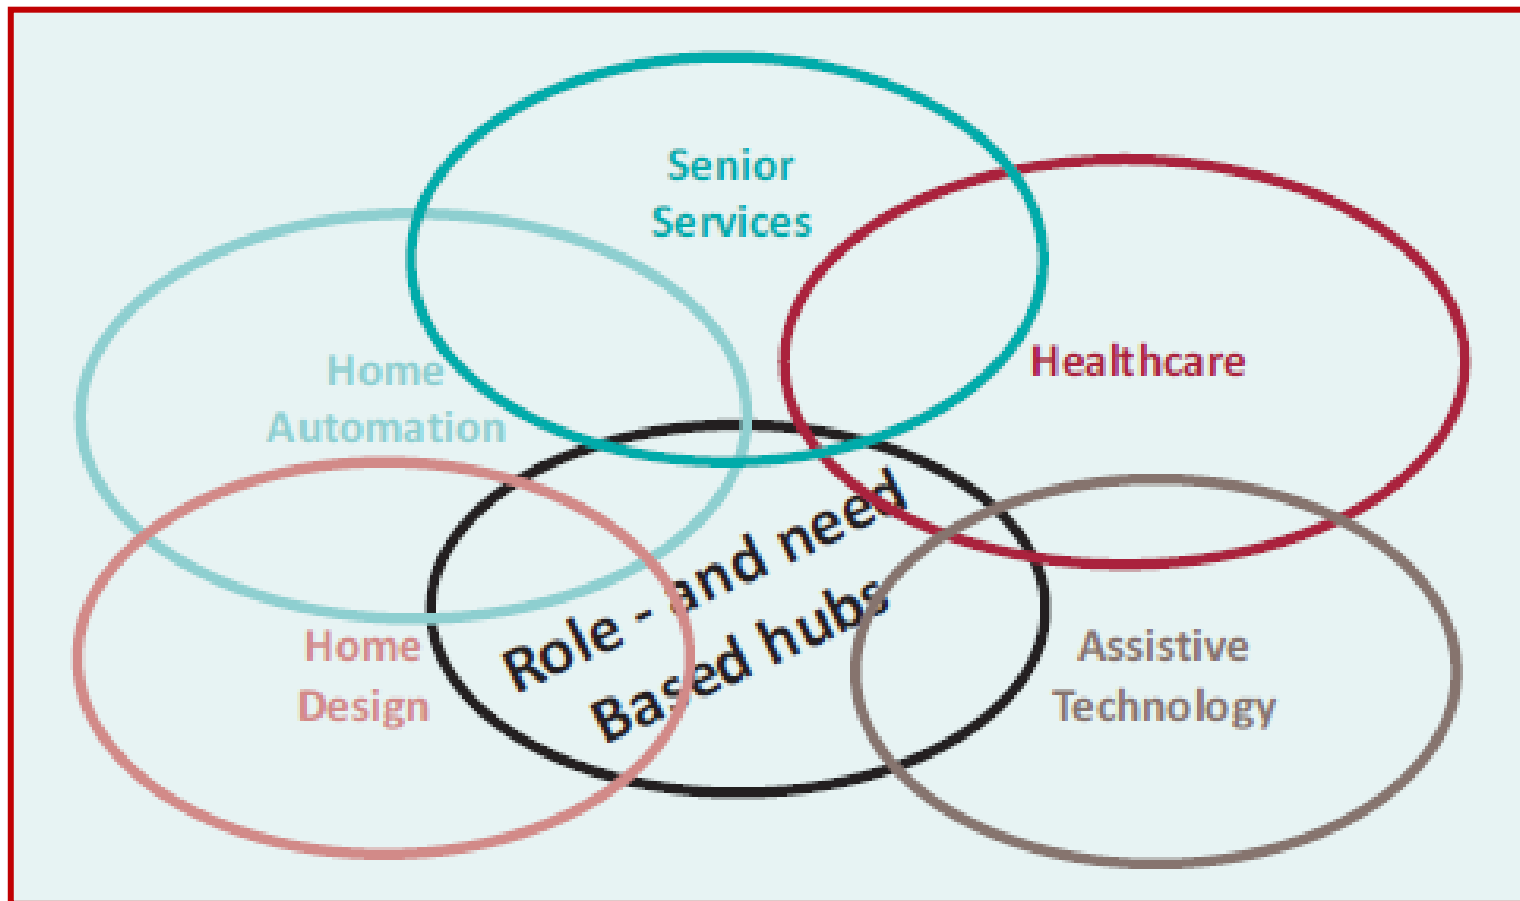 Senior
Services
Healthcare
Home
Automation
Role - and need
Based hubs
Home
Design
Assistive
Technology